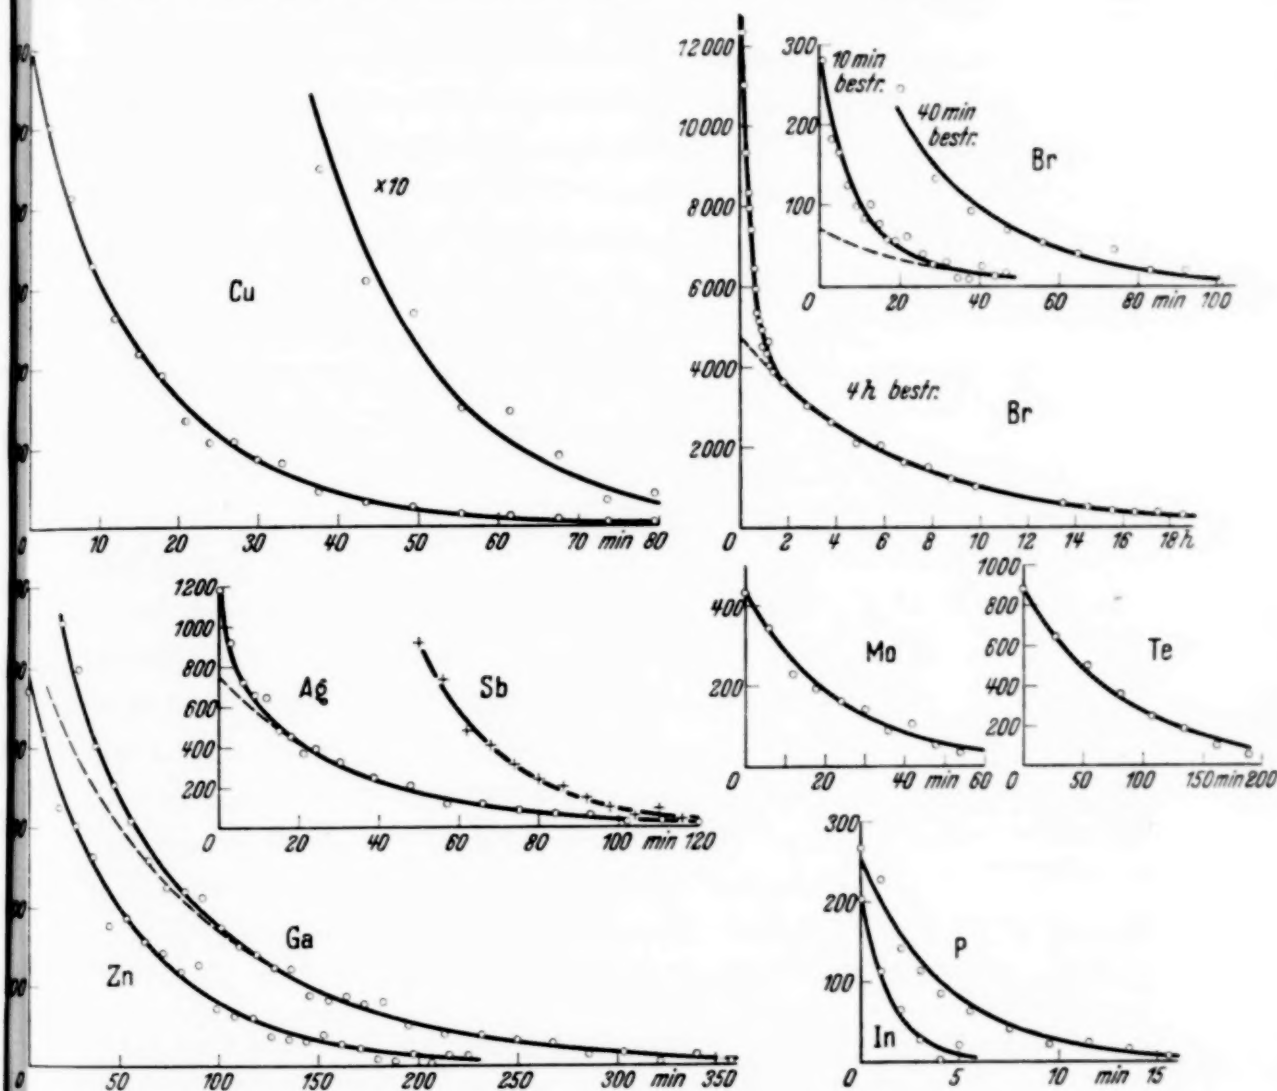 Cu
×10
10 20 30 40 50 60 70 min 80
12000
10000
8000
6000
4000
2000
0 2 4 6 8 10 12 14 16 18 h
4 h bestr.
Br
300
200
100
10 min
bestr.
40 min
bestr.
Br
0 20 40 60 80 min 100
1200
1000
800
600
400
200
Ag
Sb
0 20 40 60 80 100 min 120
Ga
Zn
0 50 100 150 200 250 300 min 350
400
200
Mo
0 20 40 min 60
1000
800
600
400
200
Te
0 50 100 150 min 200
300
200
100
P
In
0 5 10 min 15